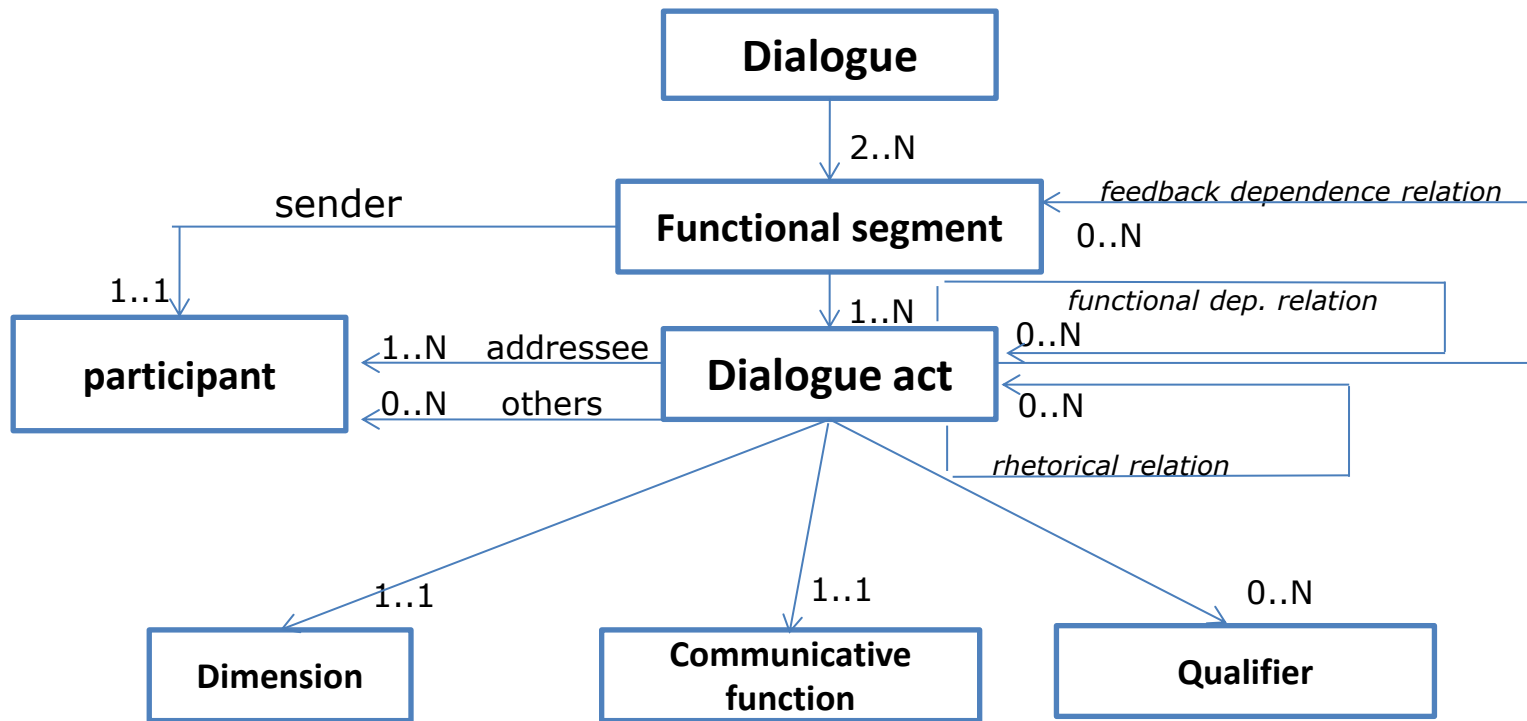 Dialogue
2..N
feedback dependence relation
sender
Functional segment
0..N
1..1
functional dep. relation
1..N
0..N
participant
1..N addressee
Dialogue act
0..N others
0..N
rhetorical relation
1..1
1..1
0..N
Dimension
Communicative
function
Qualifier